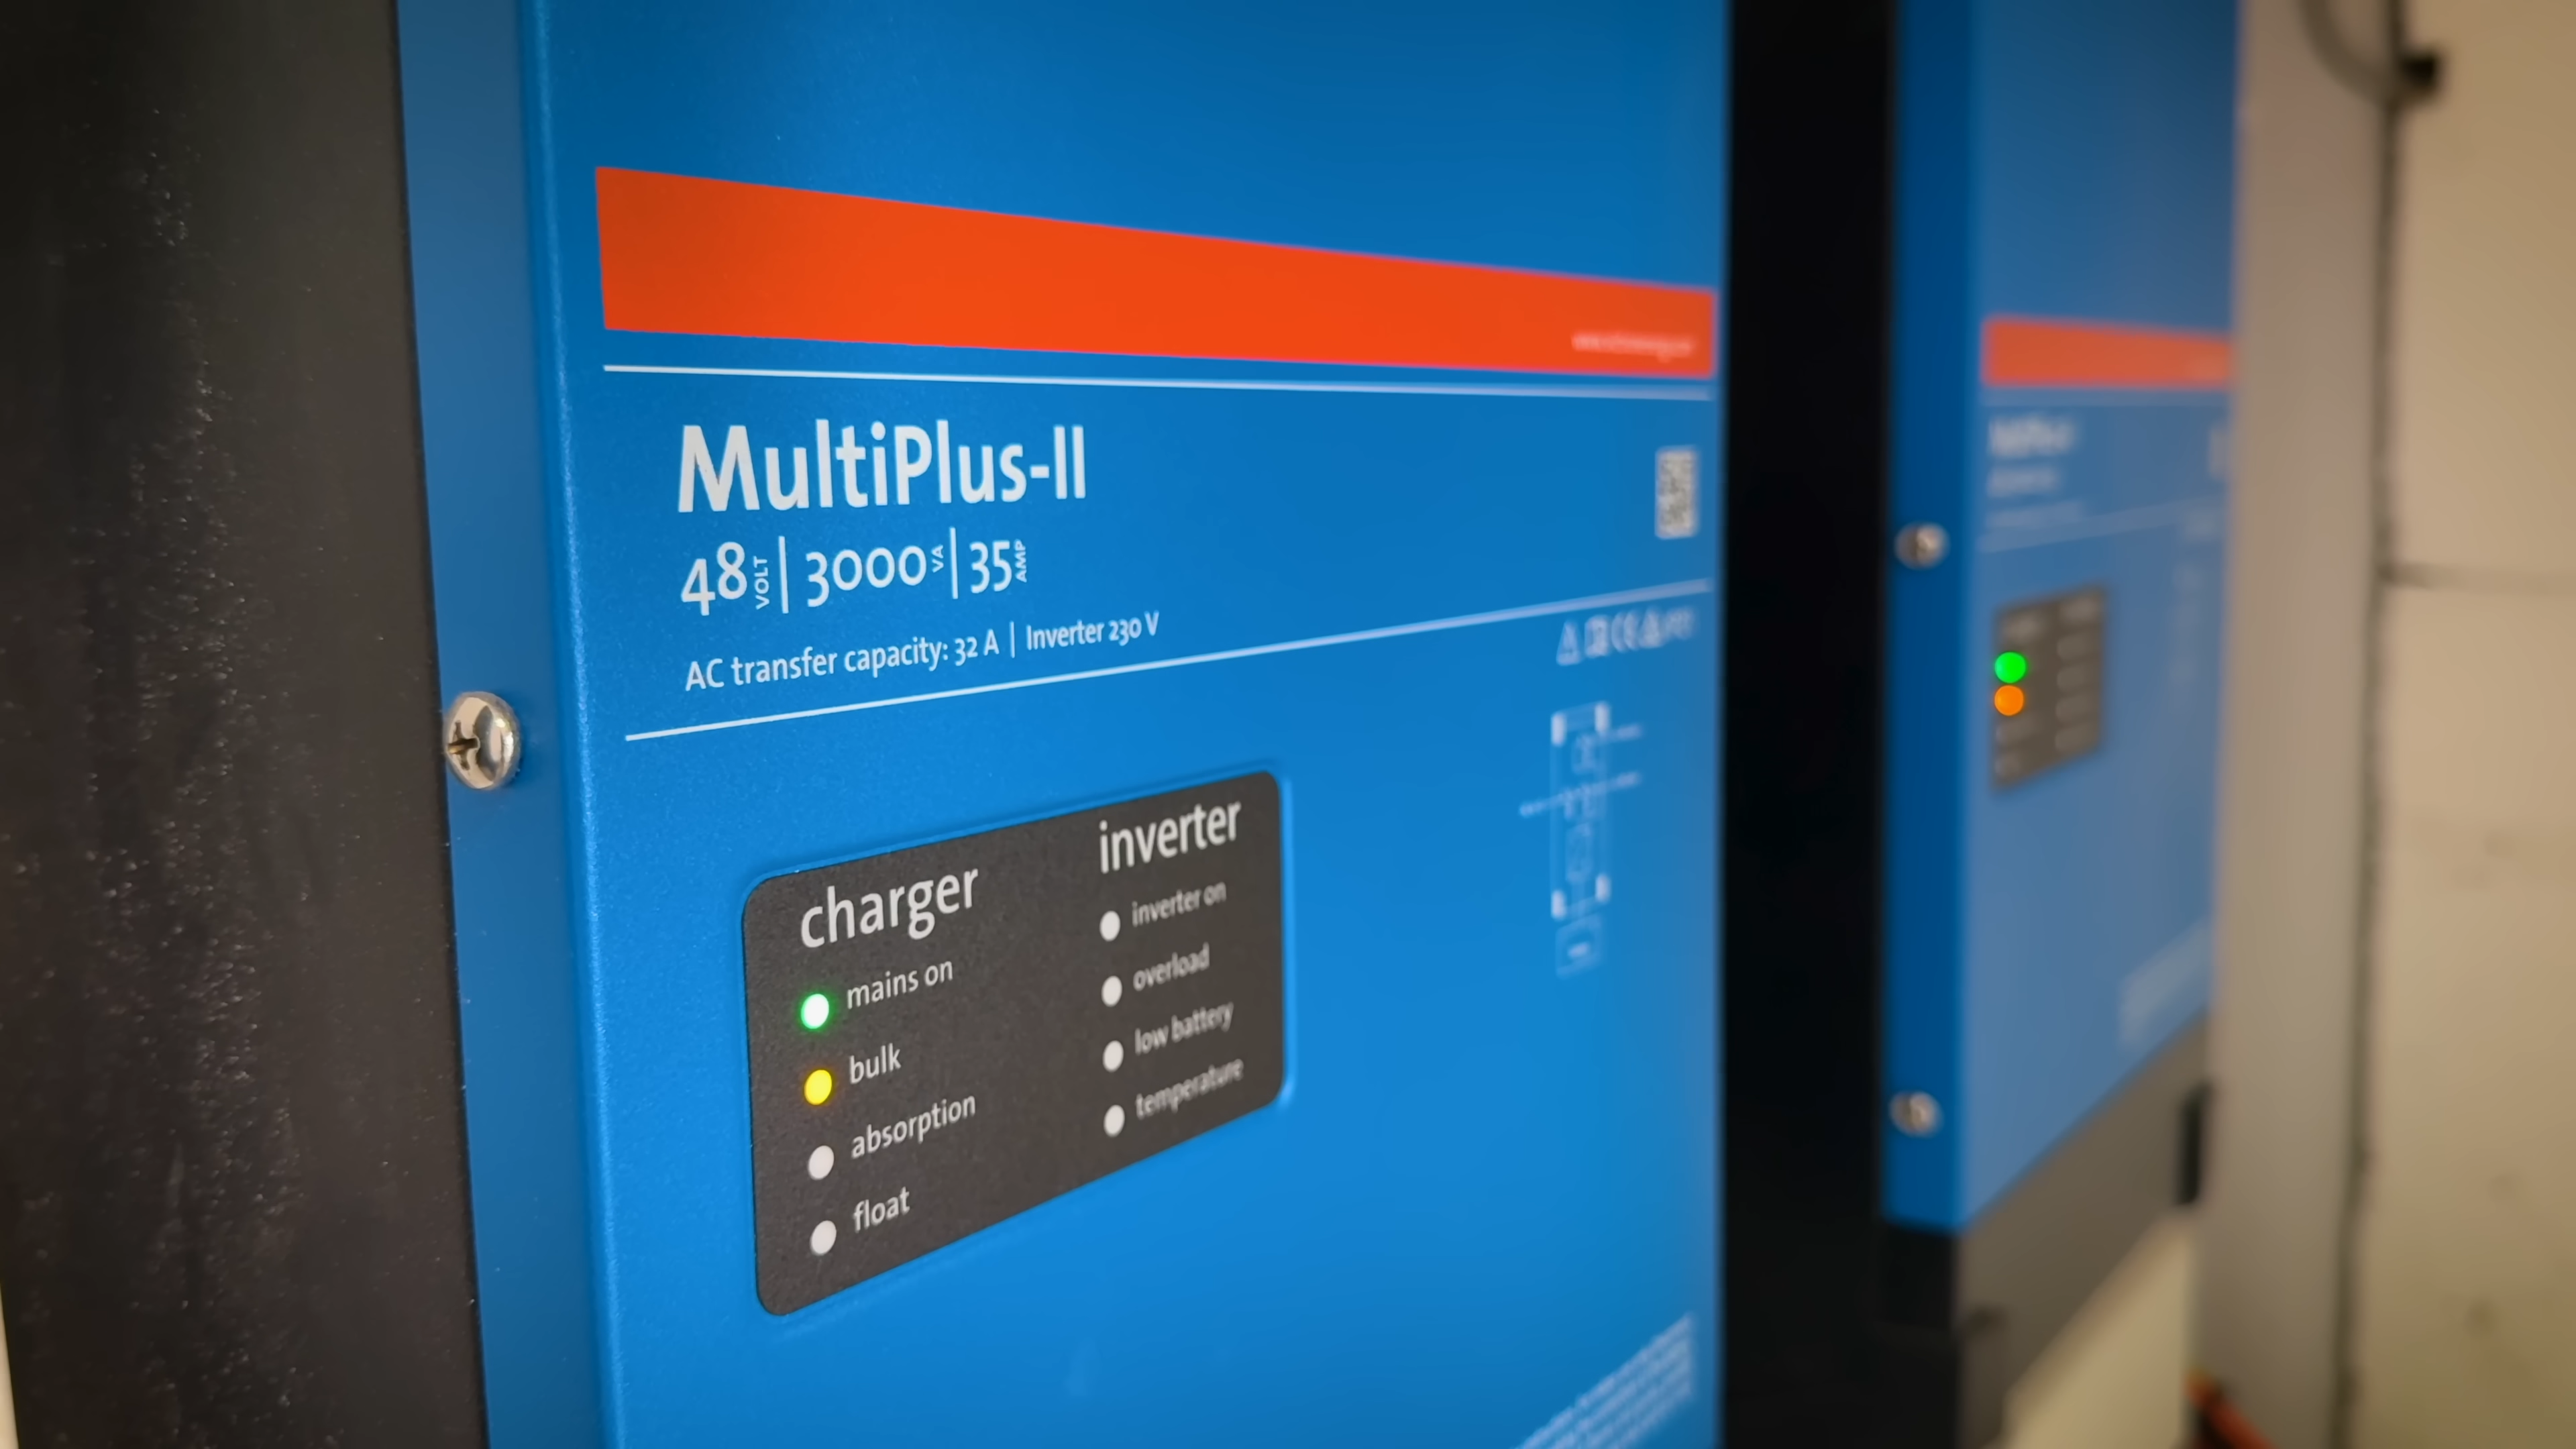 MultiPlus-II
48 VOLT | 3000 VA | 35 AMP
AC transfer capacity: 32 A | Inverter 230 V
charger
mains on
bulk
absorption
float
inverter
inverter on
overload
low battery
temperature